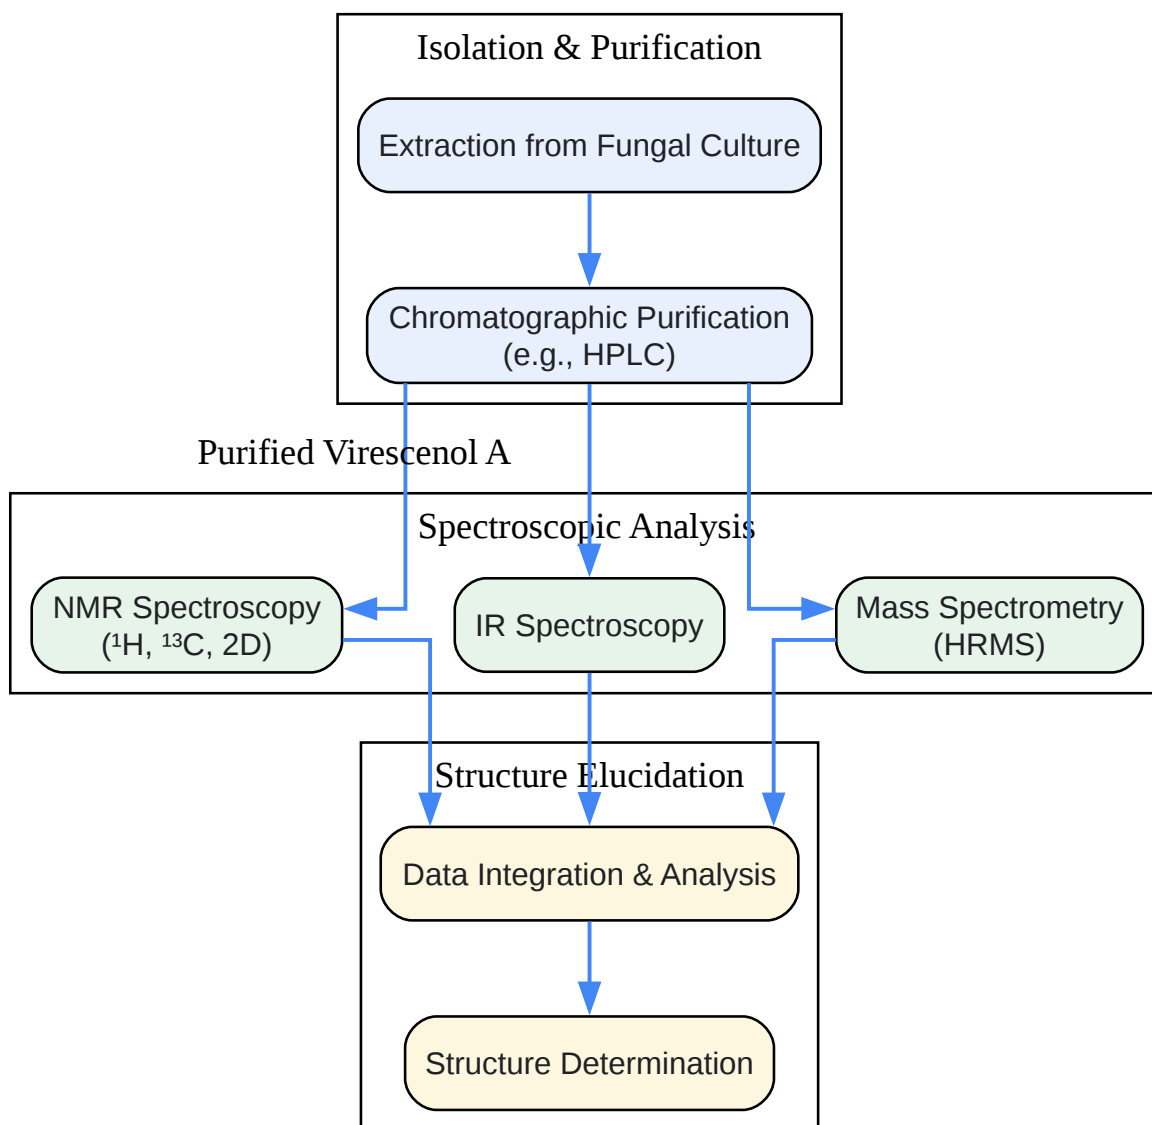 Isolation & Purification
Extraction from Fungal Culture
Chromatographic Purification
(e.g., HPLC)
Purified Virescenol A
Spectroscopic Analysis
NMR Spectroscopy
(¹H, ¹³C, 2D)
IR Spectroscopy
Mass Spectrometry
(HRMS)
Structure Elucidation
Data Integration & Analysis
Structure Determination